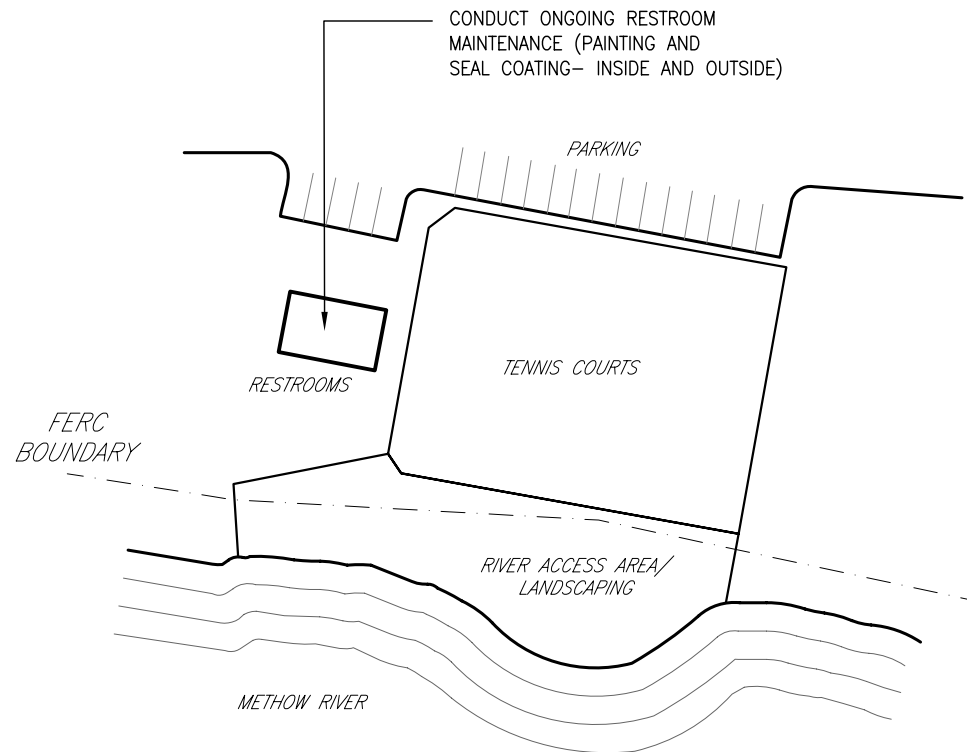 CONDUCT ONGOING RESTROOM
MAINTENANCE (PAINTING AND
SEAL COATING– INSIDE AND OUTSIDE)
PARKING
TENNIS COURTS
RESTROOMS
FERC
BOUNDARY
RIVER ACCESS AREA/
LANDSCAPING
METHOW RIVER